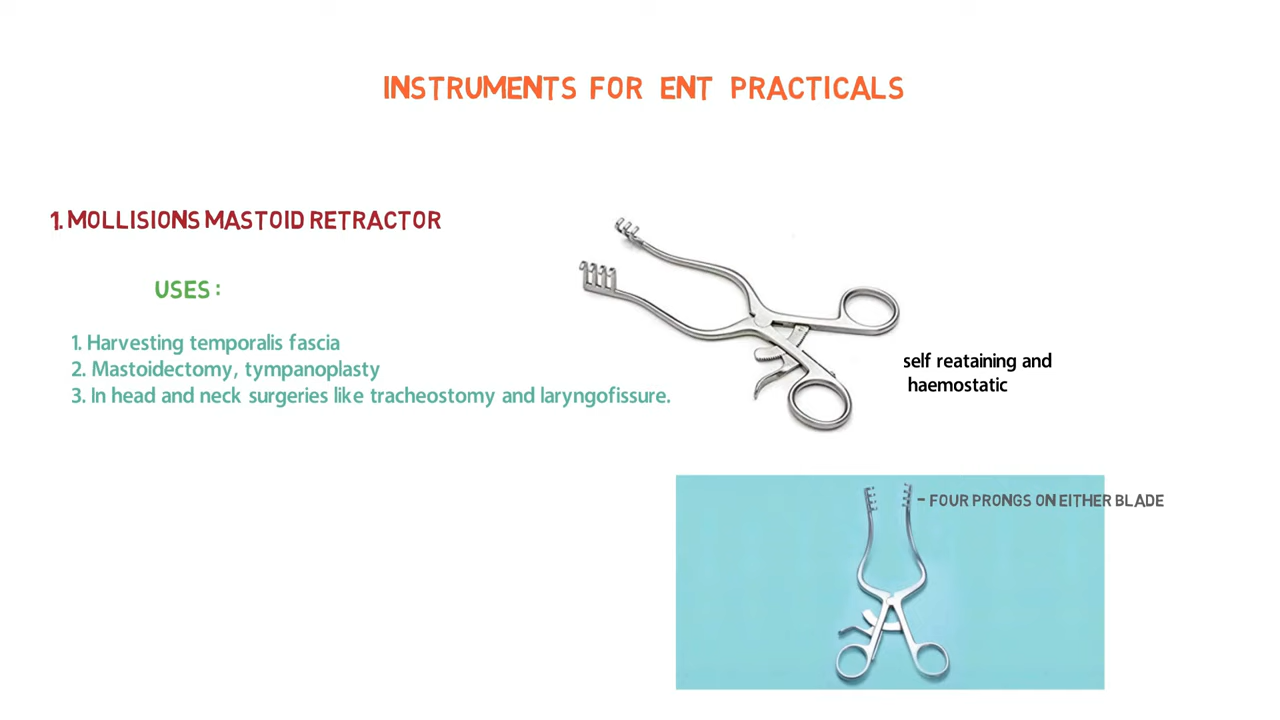 INSTRUMENTS FOR ENT PRACTICALS
1. MOLLISIONS MASTOID RETRACTOR
USES :
1. Harvesting temporalis fascia
2. Mastoidectomy, tympanoplasty
3. In head and neck surgeries like tracheostomy and laryngofissure.
self reataining and
haemostatic
- FOUR PRONGS ON EITHER BLADE